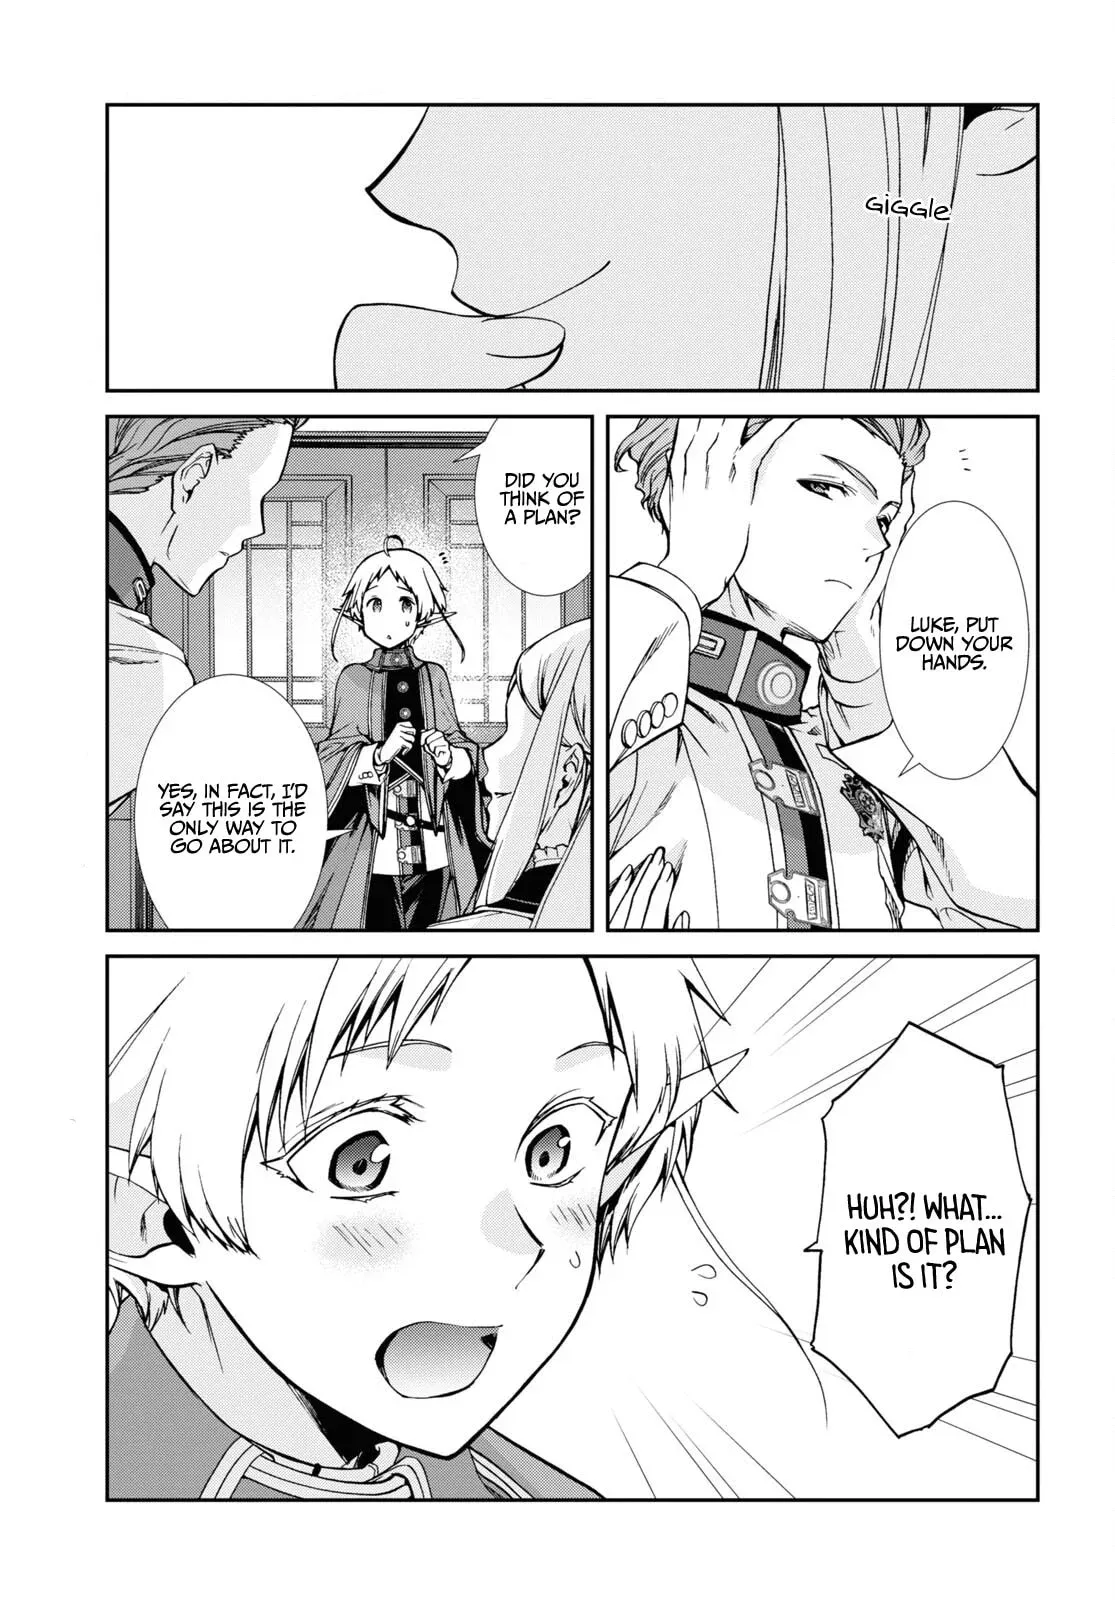 GIGGLE
LUKE, PUT
DOWN YOUR
HANDS.
DID YOU
THINK OF
A PLAN?
YES, IN FACT, I'D
SAY THIS IS THE
ONLY WAY TO
GO ABOUT IT.
HUH?! WHAT...
KIND OF PLAN
IS IT?